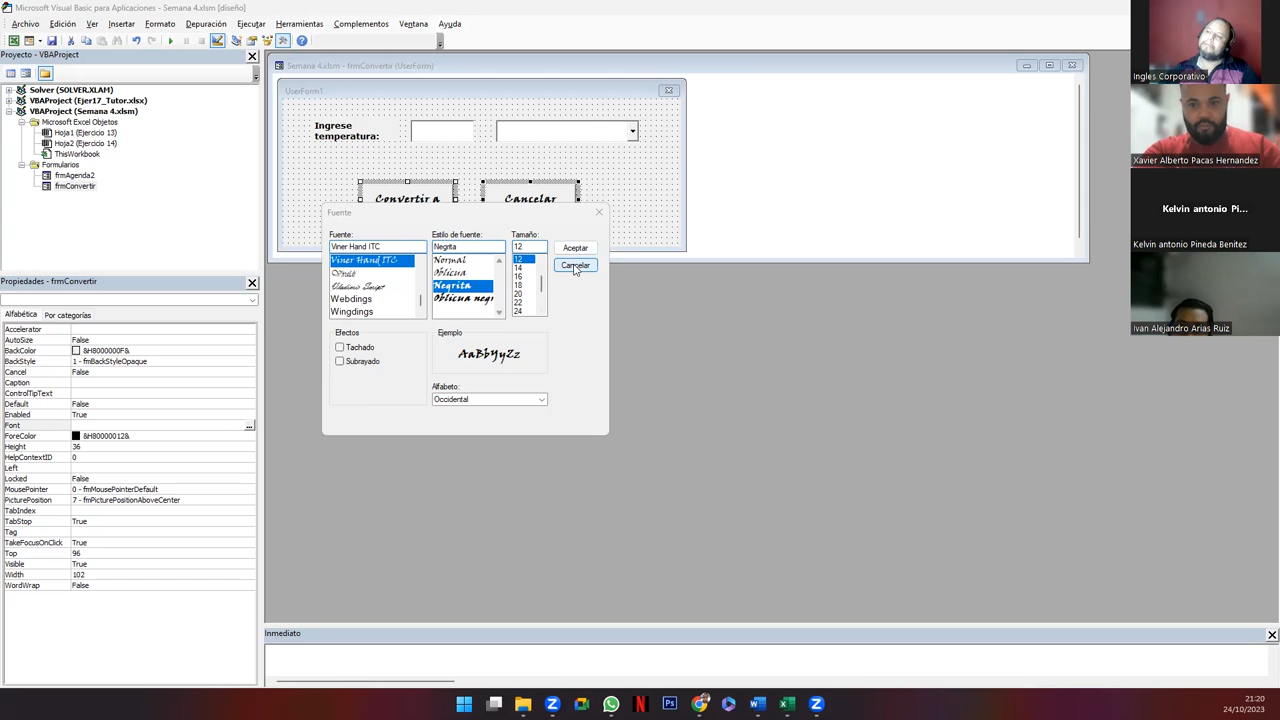 Microsoft Visual Basic para Aplicaciones - Semana 4.xlsm [diseño]
Archivo Edición Ver Insertar Formato Depuración Ejecutar Herramientas Complementos Ventana Ayuda
Proyecto - VBAProject
Solver (SOLVER.XLAM)
VBAProject (Ejer17_Tutor.xlsx)
VBAProject (Semana 4.xlsm)
Microsoft Excel Objetos
Hoja1 (Ejercicio 13)
Hoja2 (Ejercicio 14)
ThisWorkbook
Formularios
frmAgenda2
frmConvertir
Propiedades - frmConvertir
Alfabética Por categorías
Accelerator
AutoSize False
BackColor &H8000000F&
BackStyle 1 - fmBackStyleOpaque
Cancel False
Caption
ControlTipText
Default False
Enabled True
Font ...
ForeColor &H80000012&
Height 36
HelpContextID 0
Left
Locked False
MousePointer 0 - fmMousePointerDefault
PicturePosition 7 - fmPicturePositionAboveCenter
TabIndex
TabStop True
Tag
TakeFocusOnClick True
Top 96
Visible True
Width 102
WordWrap False
Semana 4.xlsm - frmConvertir (UserForm)
UserForm1
Ingrese
temperatura:
Convertir a Cancelar
Fuente
Fuente: Estilo de fuente: Tamaño:
Viner Hand ITC Negrita 12 Aceptar
Viner Hand ITC Normal 12 Cancelar
Vivaldi Oblicua 14
Vladimir Script Negrita 16
18
Webdings Oblicua negr 20
22
Wingdings 24
Efectos Ejemplo
Tachado
Subrayado
AaBbYyZz
Alfabeto:
Occidental
Inmediato
Ingles Corporativo
Xavier Alberto Pacas Hernandez
Kelvin antonio Pi...
Kelvin antonio Pineda Benitez
Ivan Alejandro Arias Ruiz
21:20
24/10/2023